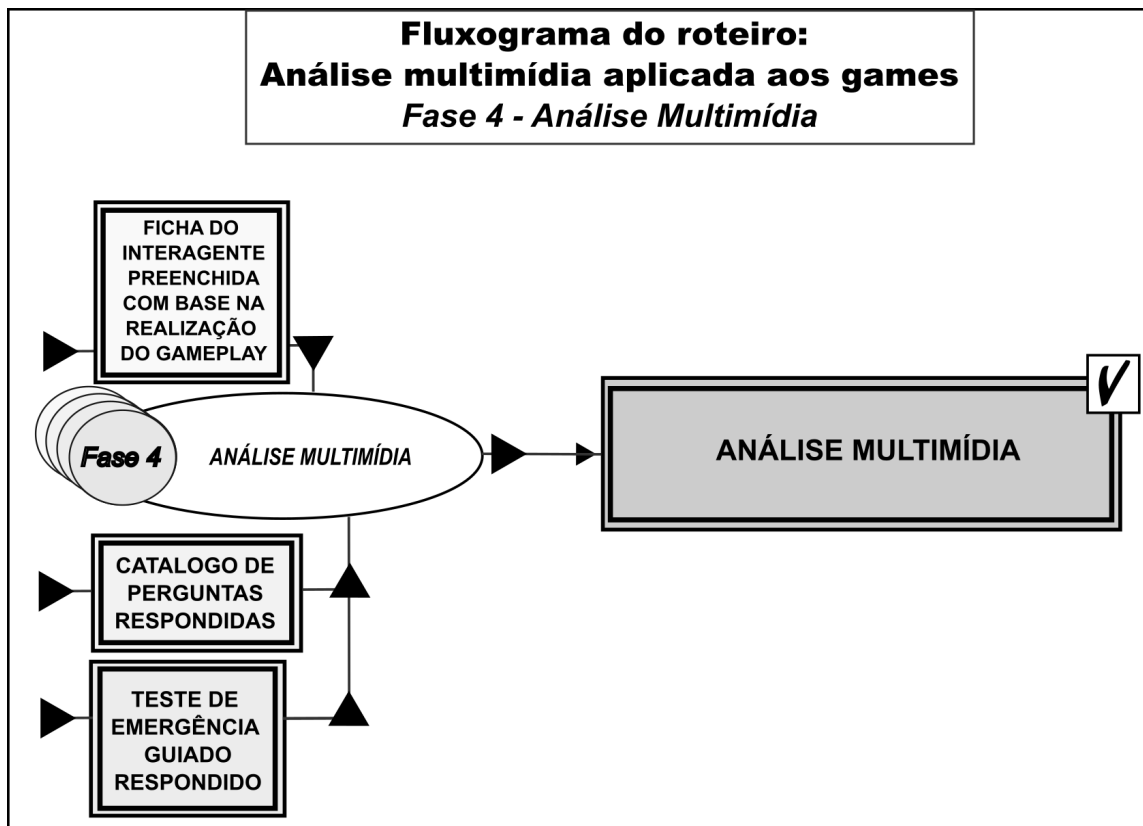 Fluxograma do roteiro:
Análise multimídia aplicada aos games
Fase 4 - Análise Multimídia
FICHA DO
INTERAGENTE
PREENCHIDA
COM BASE NA
REALIZAÇÃO
DO GAMEPLAY
Fase 4
ANÁLISE MULTIMÍDIA
ANÁLISE MULTIMÍDIA
CATALOGO DE
PERGUNTAS
RESPONDIDAS
TESTE DE
EMERGÊNCIA
GUIADO
RESPONDIDO